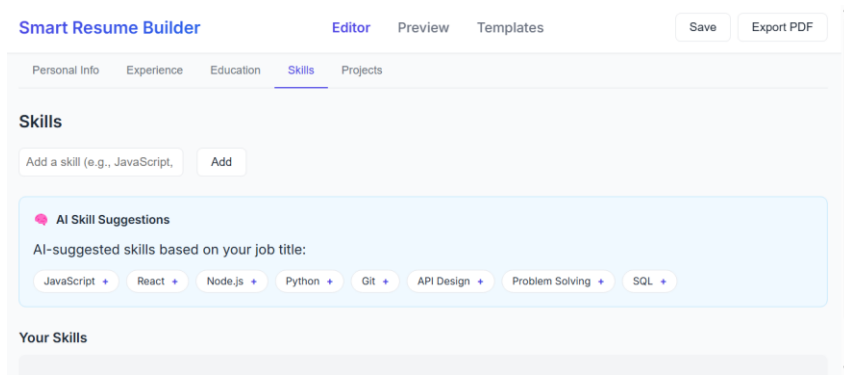 Smart Resume Builder Editor Preview Templates Save Export PDF
Personal Info Experience Education Skills Projects
Skills
Add a skill (e.g., JavaScript, Add
AI Skill Suggestions
AI-suggested skills based on your job title:
JavaScript + React + Node.js + Python + Git + API Design + Problem Solving + SQL +
Your Skills